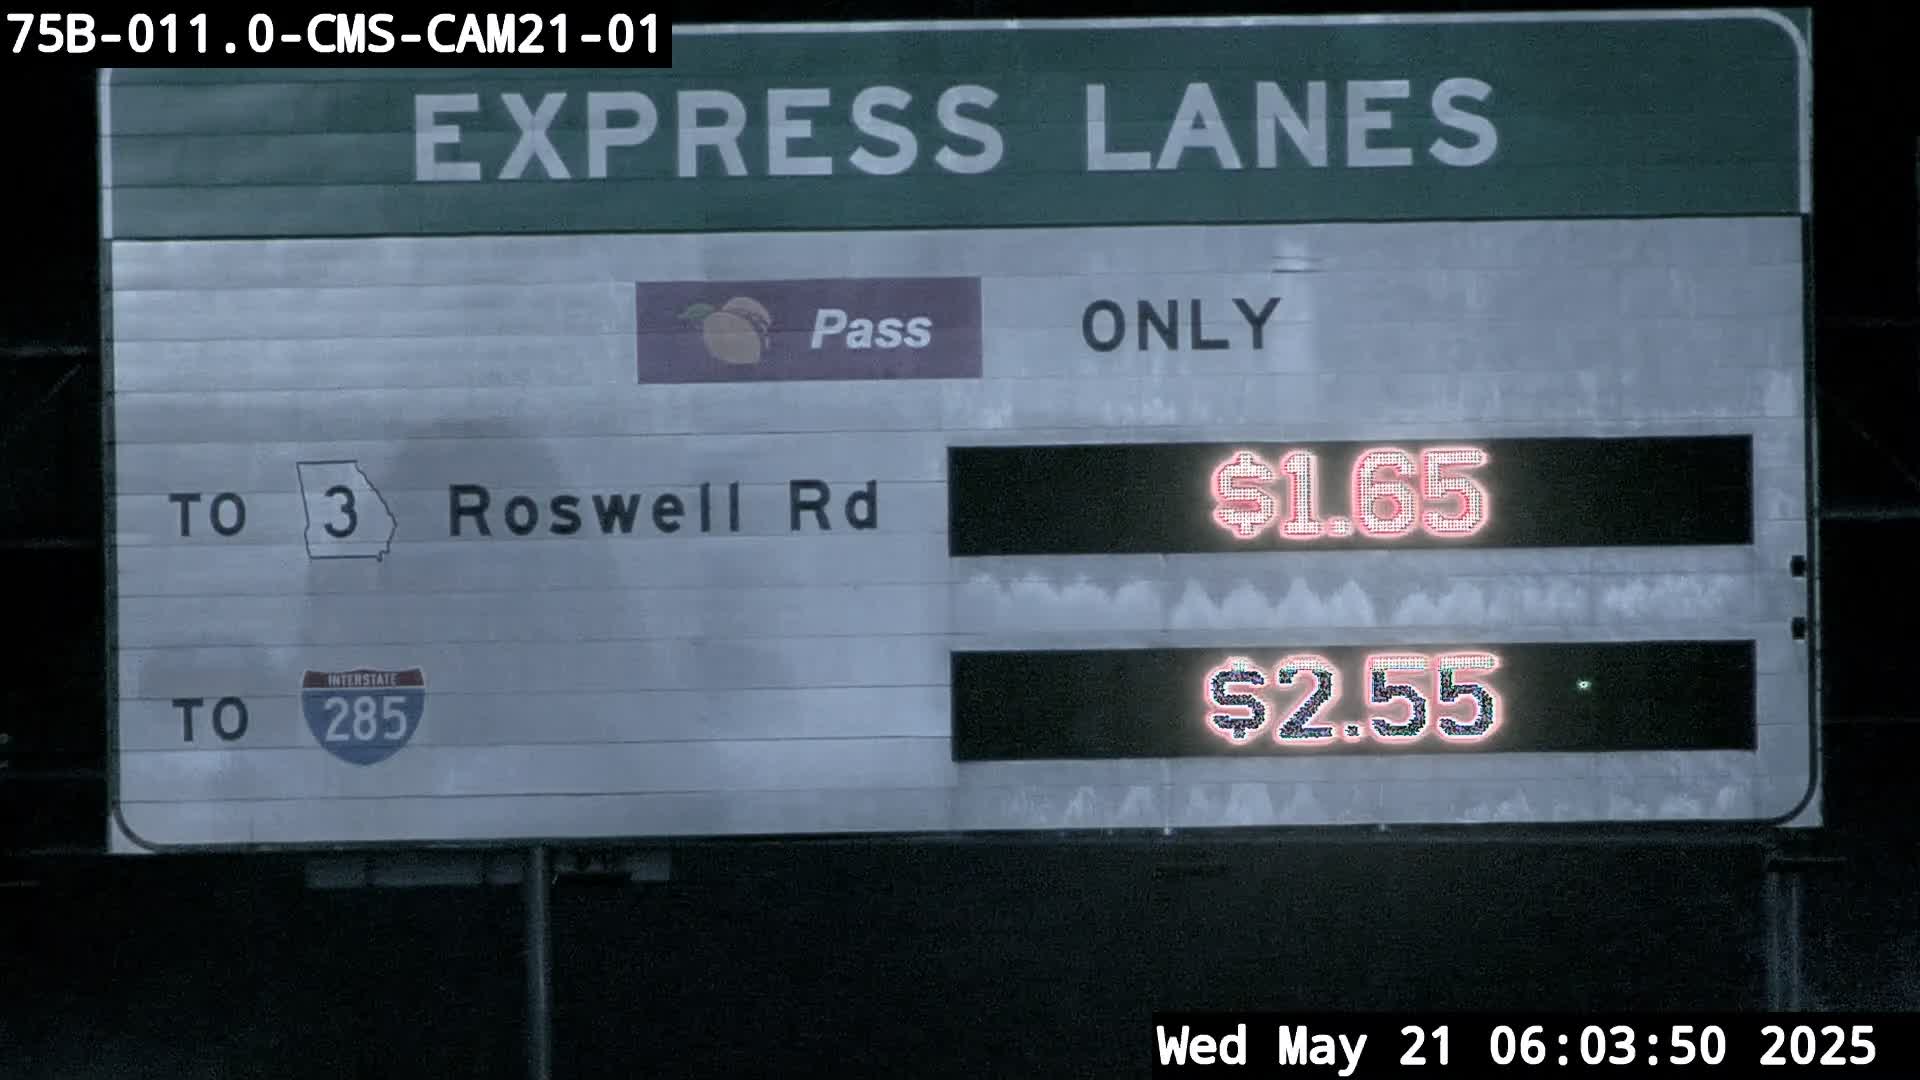 75B-011.0-CMS-CAM21-01
EXPRESS LANES
Pass ONLY
TO 3 Roswell Rd $1.65
TO INTERSTATE 285 $2.55
Wed May 21 06:03:50 2025